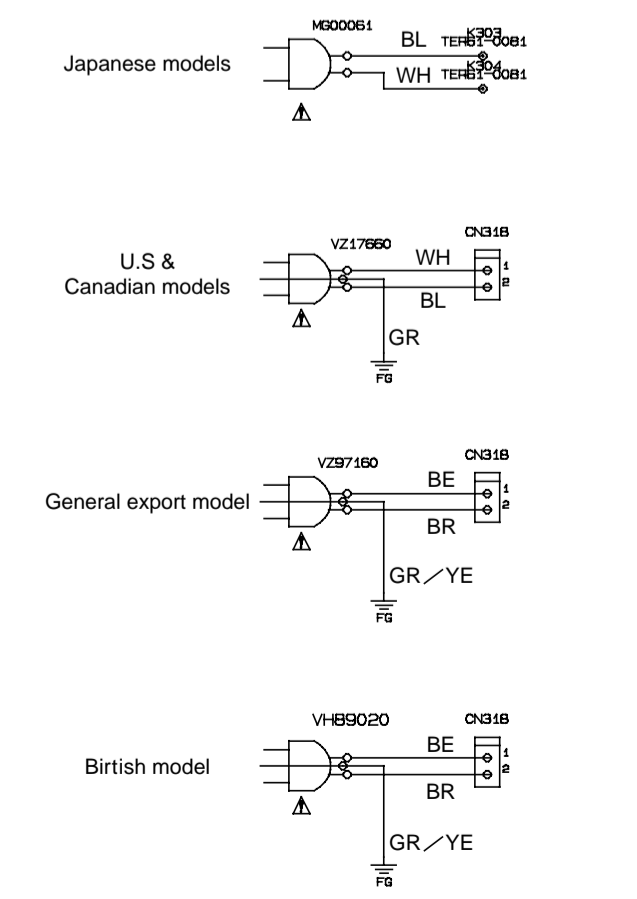 MG00061
K303
TER61-0081
BL
Japanese models
K304
TER61-0081
WH
VZ17660
CN318
U.S &
Canadian models
WH
1
2
BL
GR
FG
VZ97160
CN318
General export model
BE
1
2
BR
GR／YE
FG
VH89020
CN318
Birtish model
BE
1
2
BR
GR／YE
FG